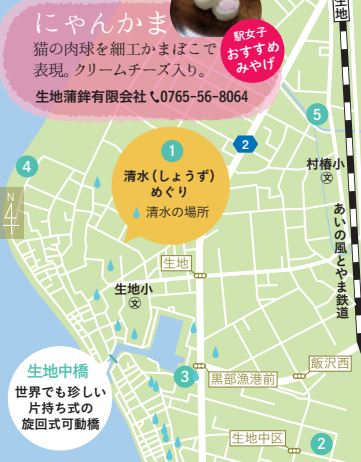 にゃんかま
猫の肉球を細工かまぼこで
表現。クリームチーズ入り。
生地蒲鉾有限会社 0765-56-8064
駅女子
おすすめ
みやげ
生地
5
2
村椿小
文
1
清水(しょうず)
めぐり
清水の場所
4
N
あいの風とやま鉄道
生地
生地小
文
生地中橋
世界でも珍しい
片持ち式の
旋回式可動橋
3
黒部漁港前
飯沢西
生地中区
2